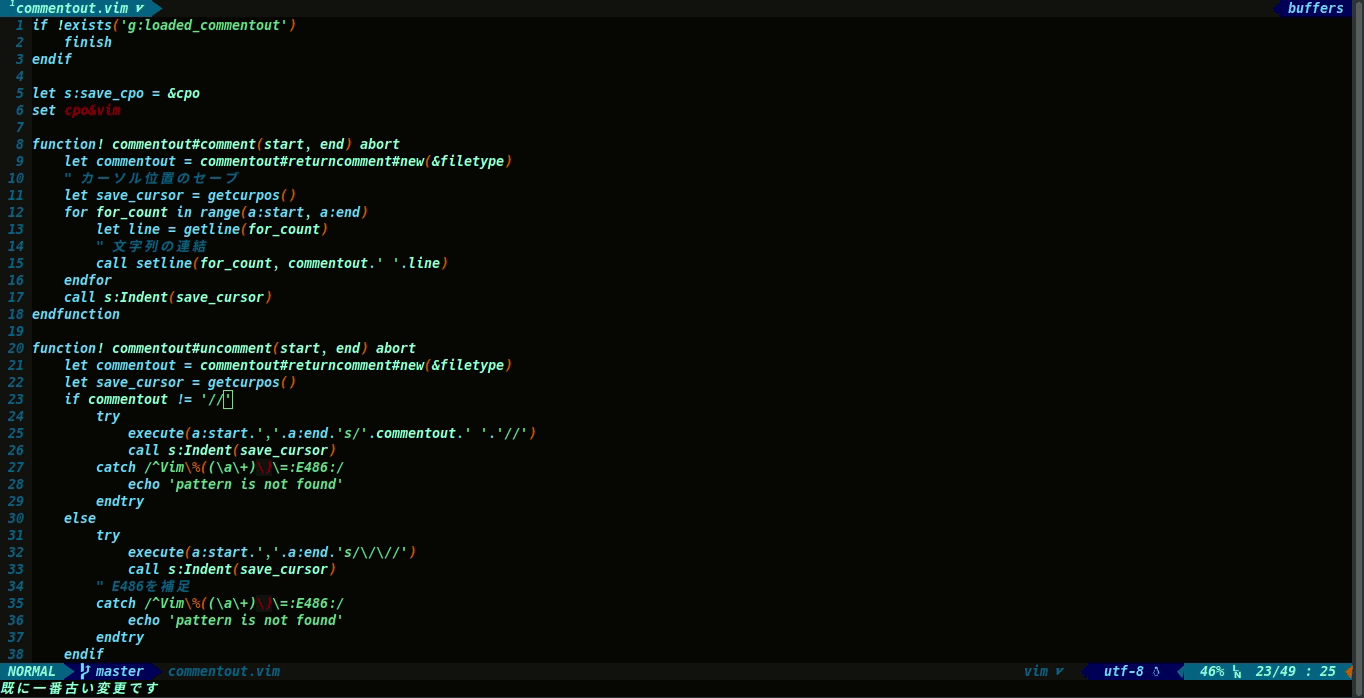 1 commentout.vim buffers
1 if !exists('g:loaded_commentout')
2     finish
3 endif
4
5 let s:save_cpo = &cpo
6 set cpo&vim
7
8 function! commentout#comment(start, end) abort
9     let commentout = commentout#returncomment#new(&filetype)
10     " カーソル位置のセーブ
11     let save_cursor = getcurpos()
12     for for_count in range(a:start, a:end)
13         let line = getline(for_count)
14         " 文字列の連結
15         call setline(for_count, commentout.' '.line)
16     endfor
17     call s:Indent(save_cursor)
18 endfunction
19
20 function! commentout#uncomment(start, end) abort
21     let commentout = commentout#returncomment#new(&filetype)
22     let save_cursor = getcurpos()
23     if commentout != '//'
24         try
25             execute(a:start.','.a:end.'s/'.commentout.' '.'//')
26             call s:Indent(save_cursor)
27         catch /^Vim\%((\a\+)\)\=:E486:/
28             echo 'pattern is not found'
29         endtry
30     else
31         try
32             execute(a:start.','.a:end.'s/\/\///')
33             call s:Indent(save_cursor)
34         " E486を補足
35         catch /^Vim\%((\a\+)\)\=:E486:/
36             echo 'pattern is not found'
37         endtry
38     endif
NORMAL master commentout.vim vim utf-8 46% 23/49 : 25
既に一番古い変更です